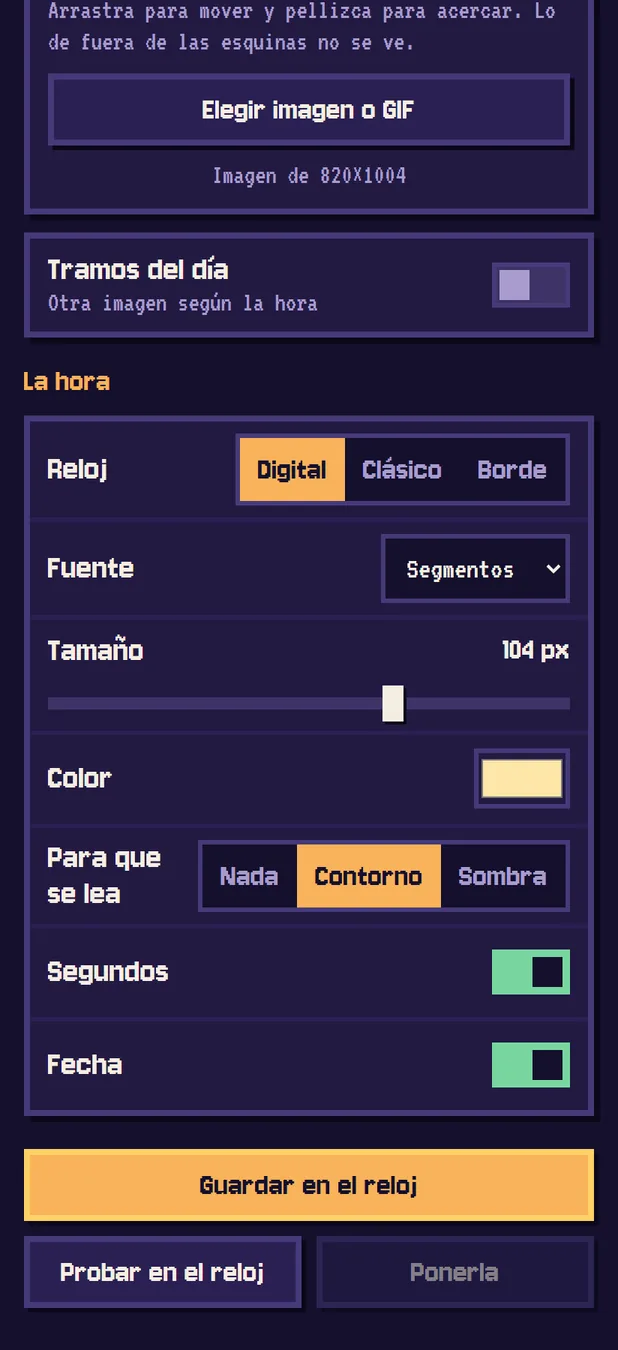 Arrastra para mover y pellizca para acercar. Lo
de fuera de las esquinas no se ve.
Elegir imagen o GIF
Imagen de 820X1004
Tramos del día
Otra imagen según la hora
La hora
Reloj
Digital
Clásico
Borde
Fuente
Segmentos
Tamaño
104 px
Color
Para que
se lea
Nada
Contorno
Sombra
Segundos
Fecha
Guardar en el reloj
Probar en el reloj
Ponerla